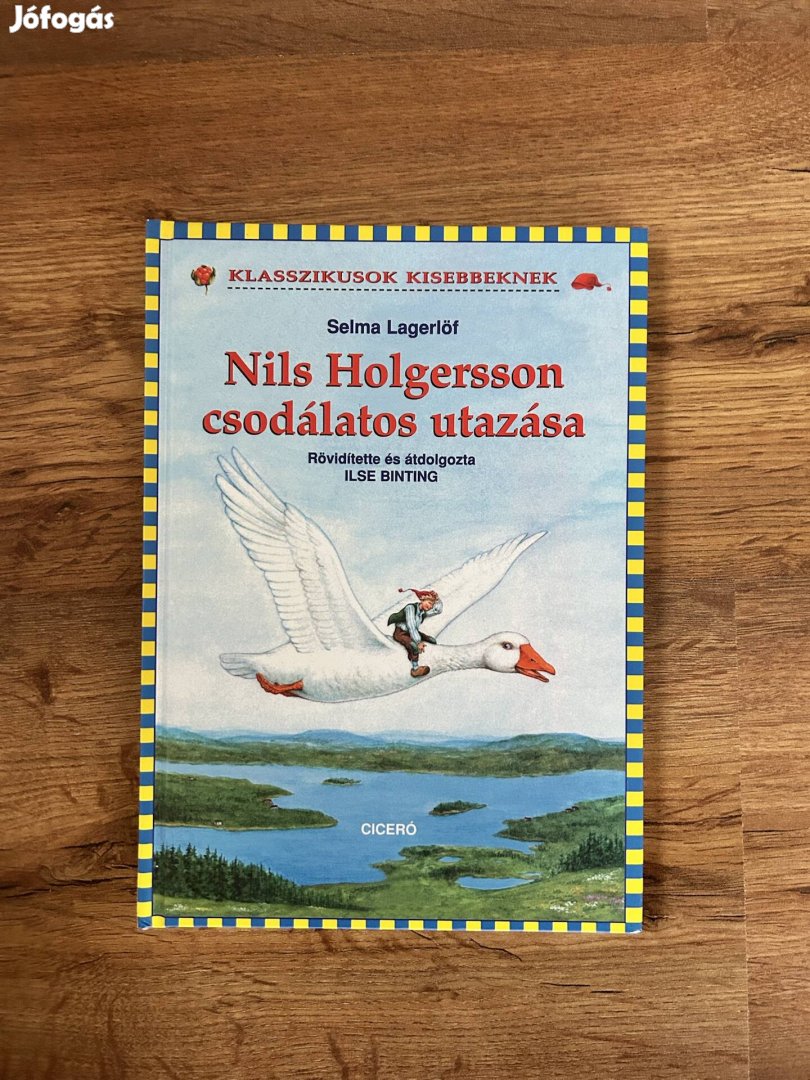 Jófogás
KLASSZIKUSOK KISEBBEKNEK
Selma Lagerlöf
Nils Holgersson
csodálatos utazása
Rövidítette és átdolgozta
ILSE BINTING
CICERÓ